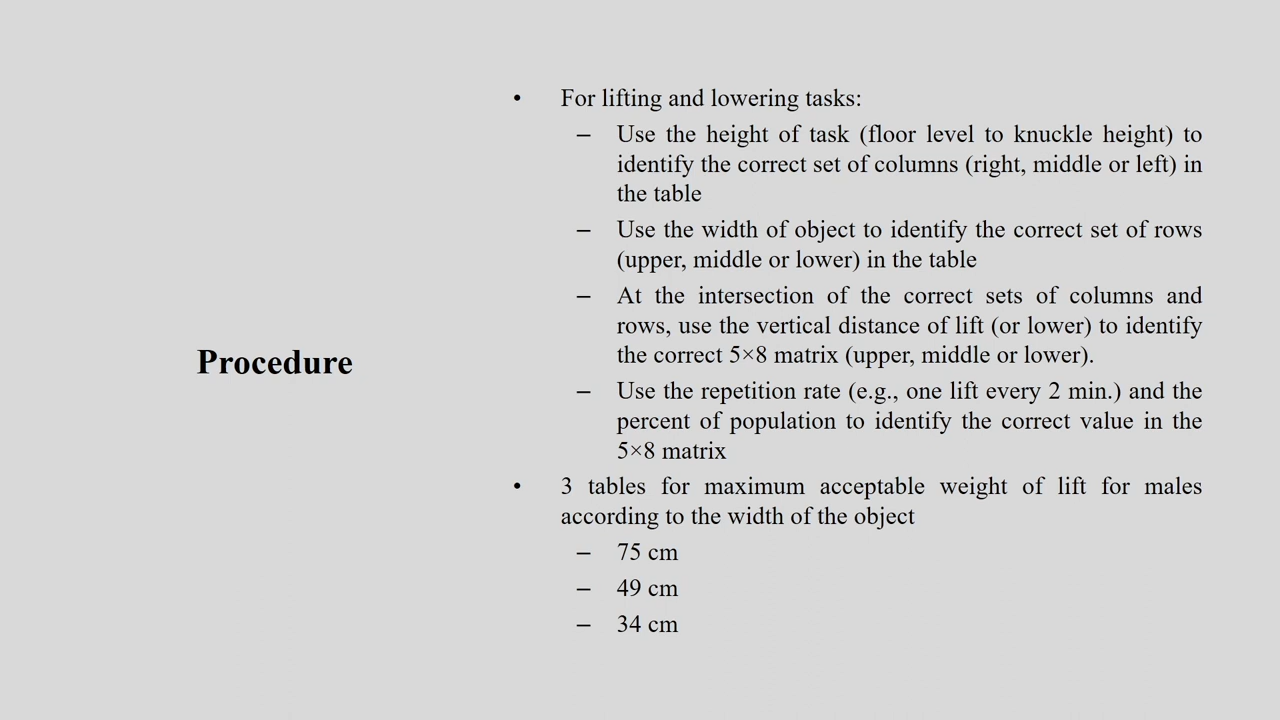 Procedure
• For lifting and lowering tasks:
– Use the height of task (floor level to knuckle height) to
identify the correct set of columns (right, middle or left) in
the table
– Use the width of object to identify the correct set of rows
(upper, middle or lower) in the table
– At the intersection of the correct sets of columns and
rows, use the vertical distance of lift (or lower) to identify
the correct 5×8 matrix (upper, middle or lower).
– Use the repetition rate (e.g., one lift every 2 min.) and the
percent of population to identify the correct value in the
5×8 matrix
• 3 tables for maximum acceptable weight of lift for males
according to the width of the object
– 75 cm
– 49 cm
– 34 cm